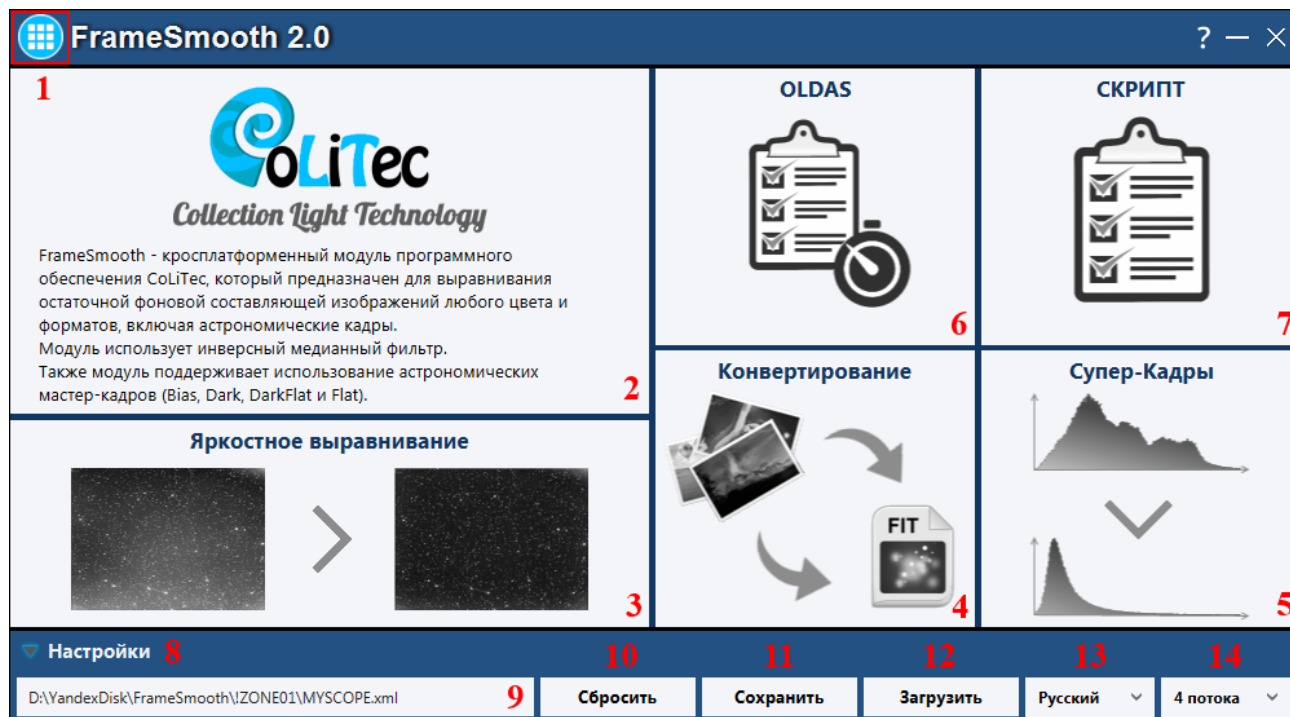 FrameSmooth 2.0
? — ×
1
CoLiTec
Collection Light Technology
FrameSmooth - кросплатформенный модуль программного
обеспечения CoLiTec, который предназначен для выравнивания
остаточной фоновой составляющей изображений любого цвета и
форматов, включая астрономические кадры.
Модуль использует инверсный медианный фильтр.
Также модуль поддерживает использование астрономических
мастер-кадров (Bias, Dark, DarkFlat и Flat).
2
Яркостное выравнивание
3
OLDAS
6
СКРИПТ
7
Конвертирование
FIT
4
Супер-Кадры
5
Настройки 8
10
11
12
13
14
D:\YandexDisk\FrameSmooth\!ZONE01\MYSCOPE.xml 9
Сбросить
Сохранить
Загрузить
Русский
4 потока